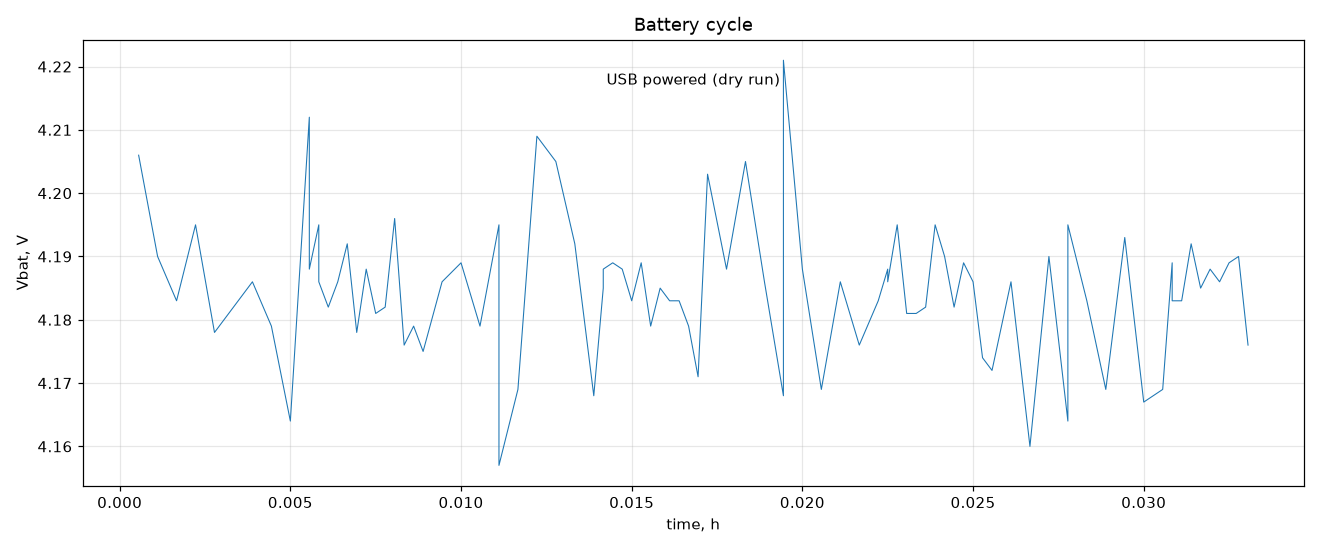 Battery cycle
USB powered (dry run)
Vbat, V
4.22
4.21
4.20
4.19
4.18
4.17
4.16
0.000 0.005 0.010 0.015 0.020 0.025 0.030
time, h